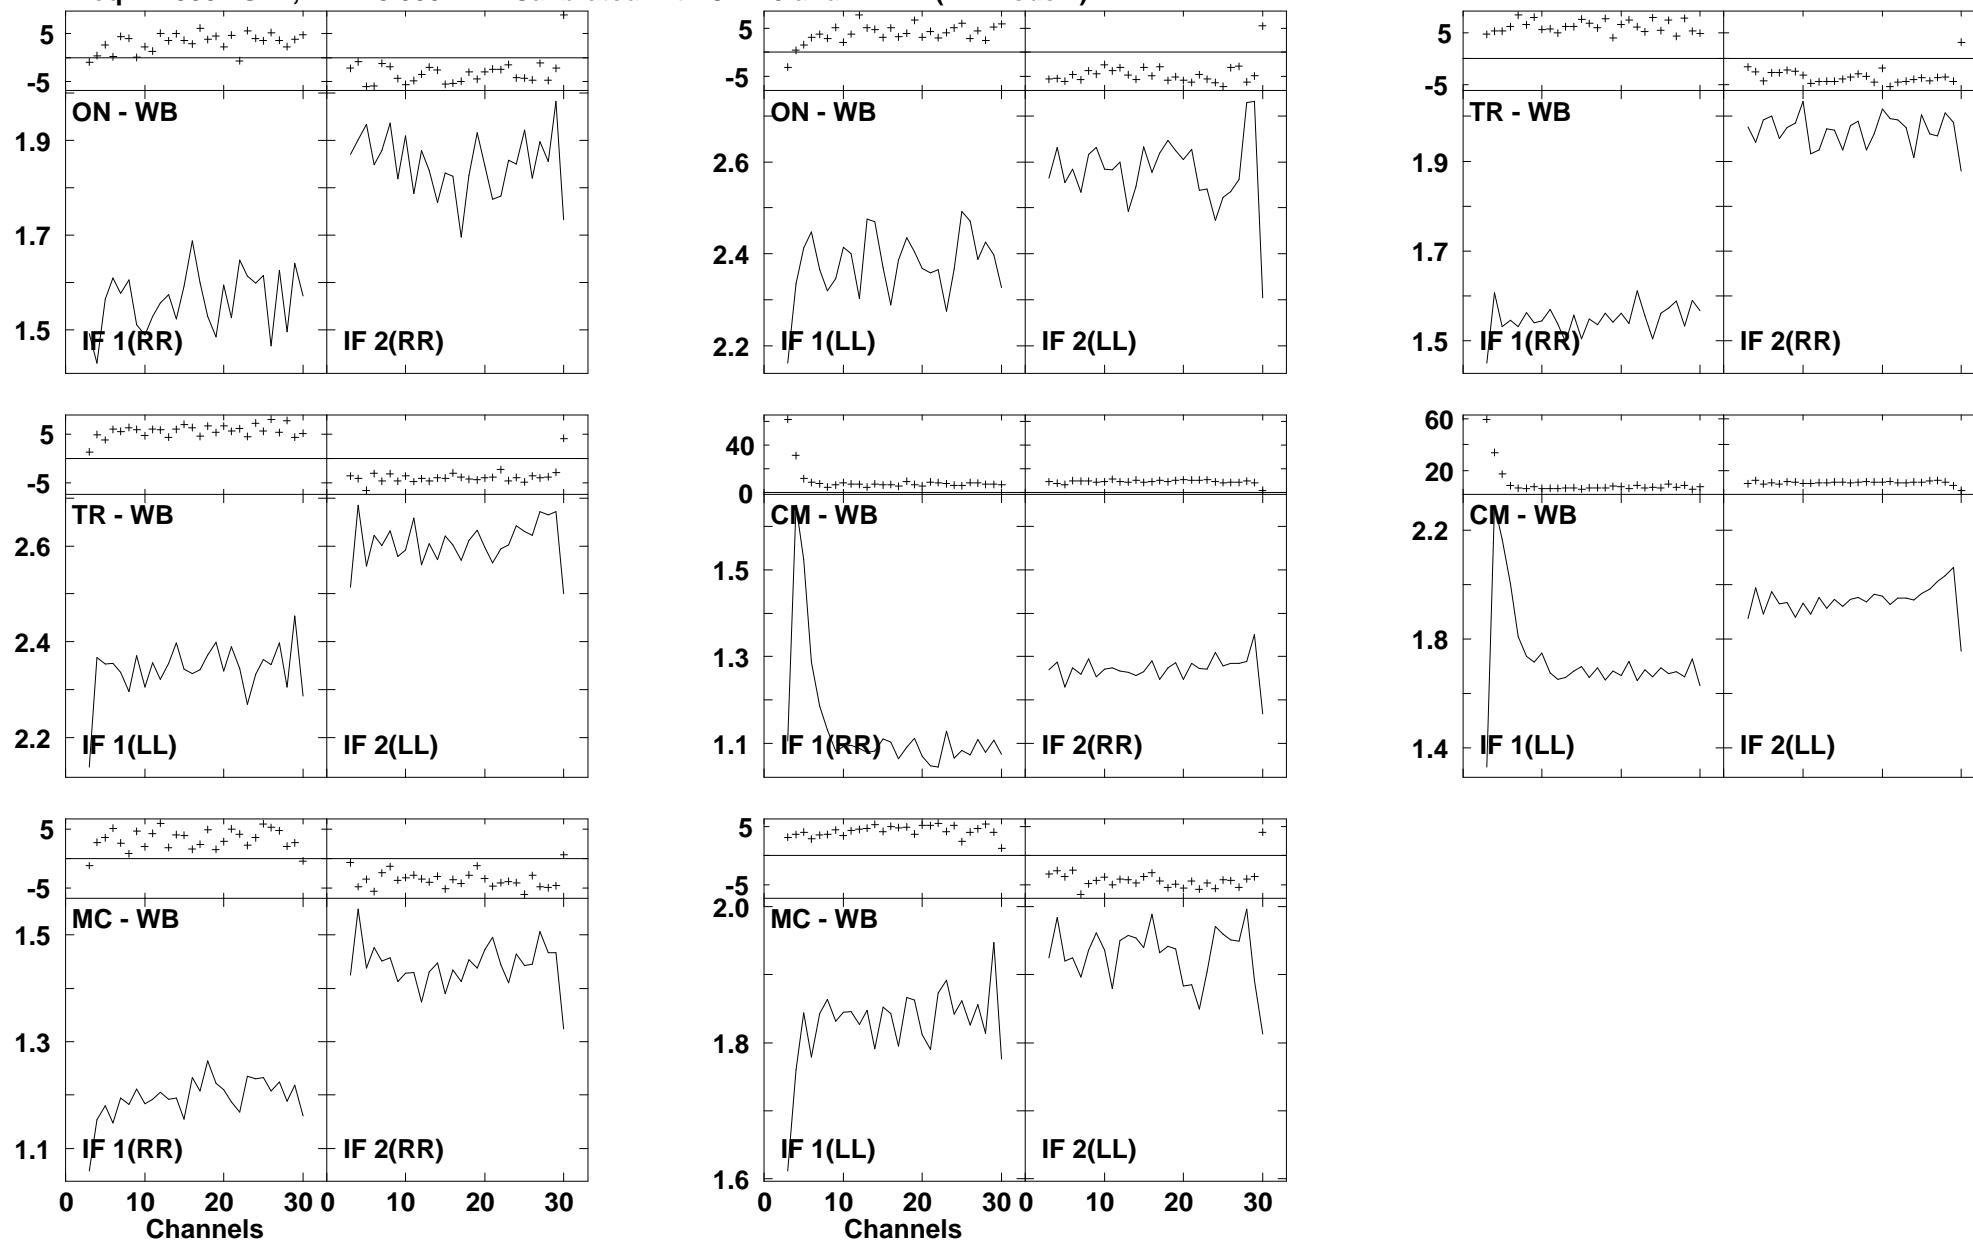 5
-5
ON - WB
1.9
1.7
1.5
IF 1(RR)
IF 2(RR)
5
-5
ON - WB
2.6
2.4
2.2
IF 1(LL)
IF 2(LL)
5
-5
TR - WB
1.9
1.7
1.5
IF 1(RR)
IF 2(RR)
5
-5
TR - WB
2.6
2.4
2.2
IF 1(LL)
IF 2(LL)
40
0
CM - WB
1.5
1.3
1.1
IF 1(RR)
IF 2(RR)
60
20
CM - WB
2.2
1.8
1.4
IF 1(LL)
IF 2(LL)
5
-5
MC - WB
1.5
1.3
1.1
IF 1(RR)
IF 2(RR)
0 10 20 30 0
Channels
5
-5
2.0
MC - WB
1.8
1.6
IF 1(LL)
IF 2(LL)
0 10 20 30 0
Channels